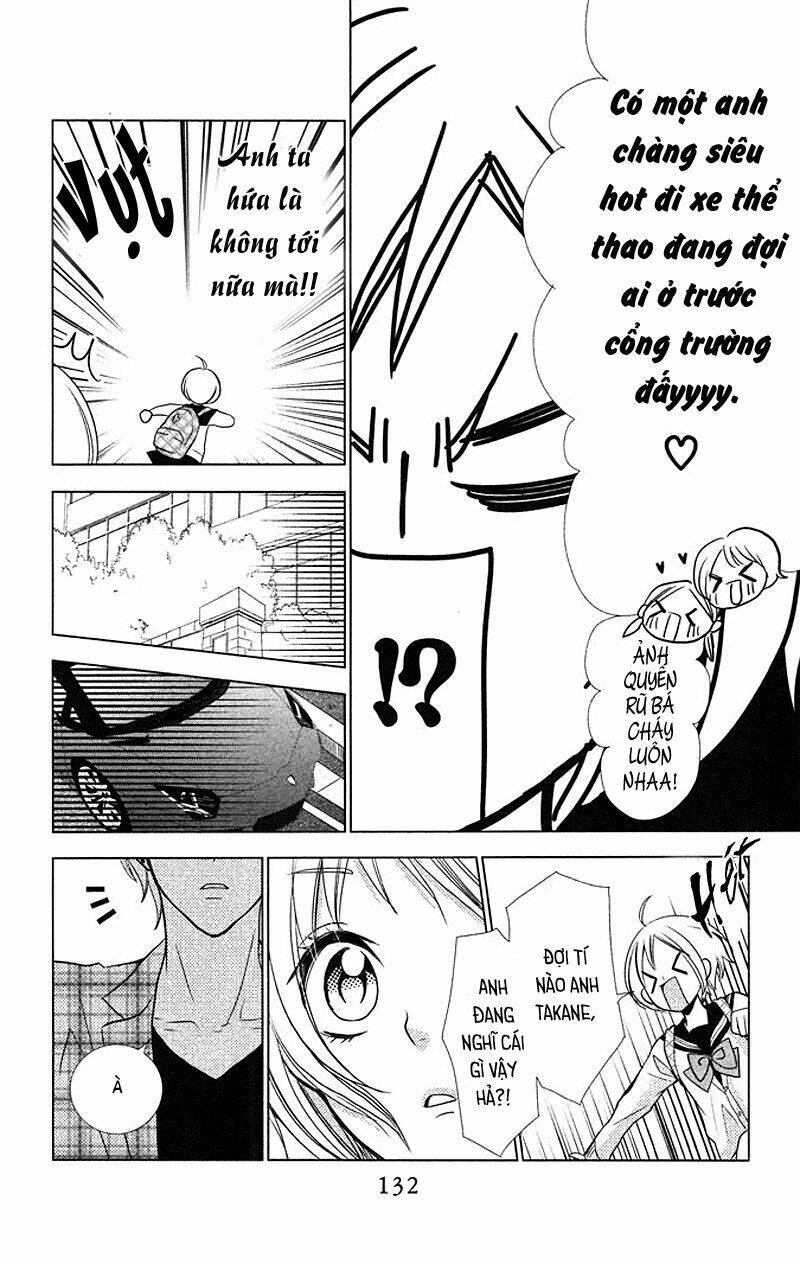 Có một anh
chàng siêu
hot đi xe thể
thao đang đợi
ai ở trước
cổng trường
đấyyyy.
♡
ẢNH
QUYẾN
RŨ BÁ
CHÁY
LUÔN
NHAA!
!?
Anh ta
hứa là
không tới
nữa mà!!
Vụt
Hét
ĐỢI TÍ
NÀO ANH
TAKANE,
ANH
ĐANG
NGHĨ CÁI
GÌ VẬY
HẢ?!
À
132